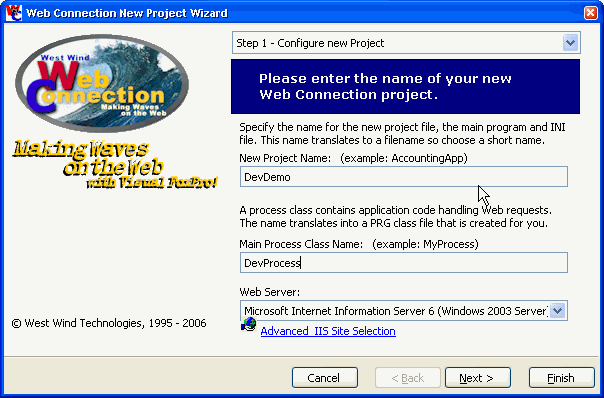 Web Connection New Project Wizard
Step 1 - Configure new Project
West Wind
Web
Connection
Making Waves
on the Web
Making Waves
on the Web
with Visual FoxPro!
Please enter the name of your new
Web Connection project.
Specify the name for the new project file, the main program and INI
file. This name translates to a filename so choose a short name.
New Project Name: (example: AccountingApp)
DevDemo
A process class contains application code handling Web requests.
The name translates into a PRG class file that is created for you.
Main Process Class Name: (example: MyProcess)
DevProcess
Web Server:
Microsoft Internet Information Server 6 (Windows 2003 Server)
Advanced IIS Site Selection
© West Wind Technologies, 1995 - 2006
Cancel
< Back
Next >
Finish